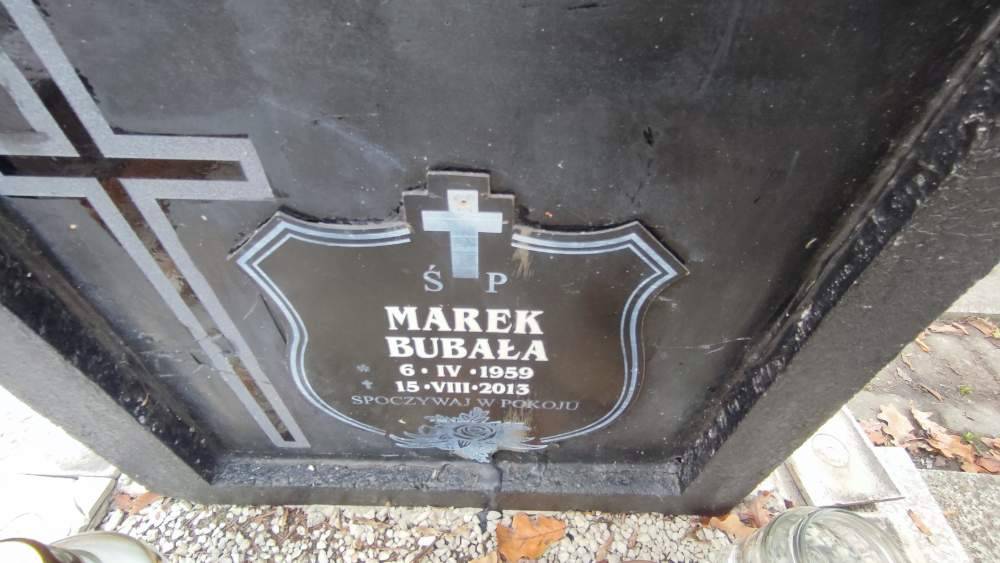 Ś P
MAREK
BUBAŁA
* 6·IV·1959
+ 15·VIII·2013
SPOCZYWAJ W POKOJU